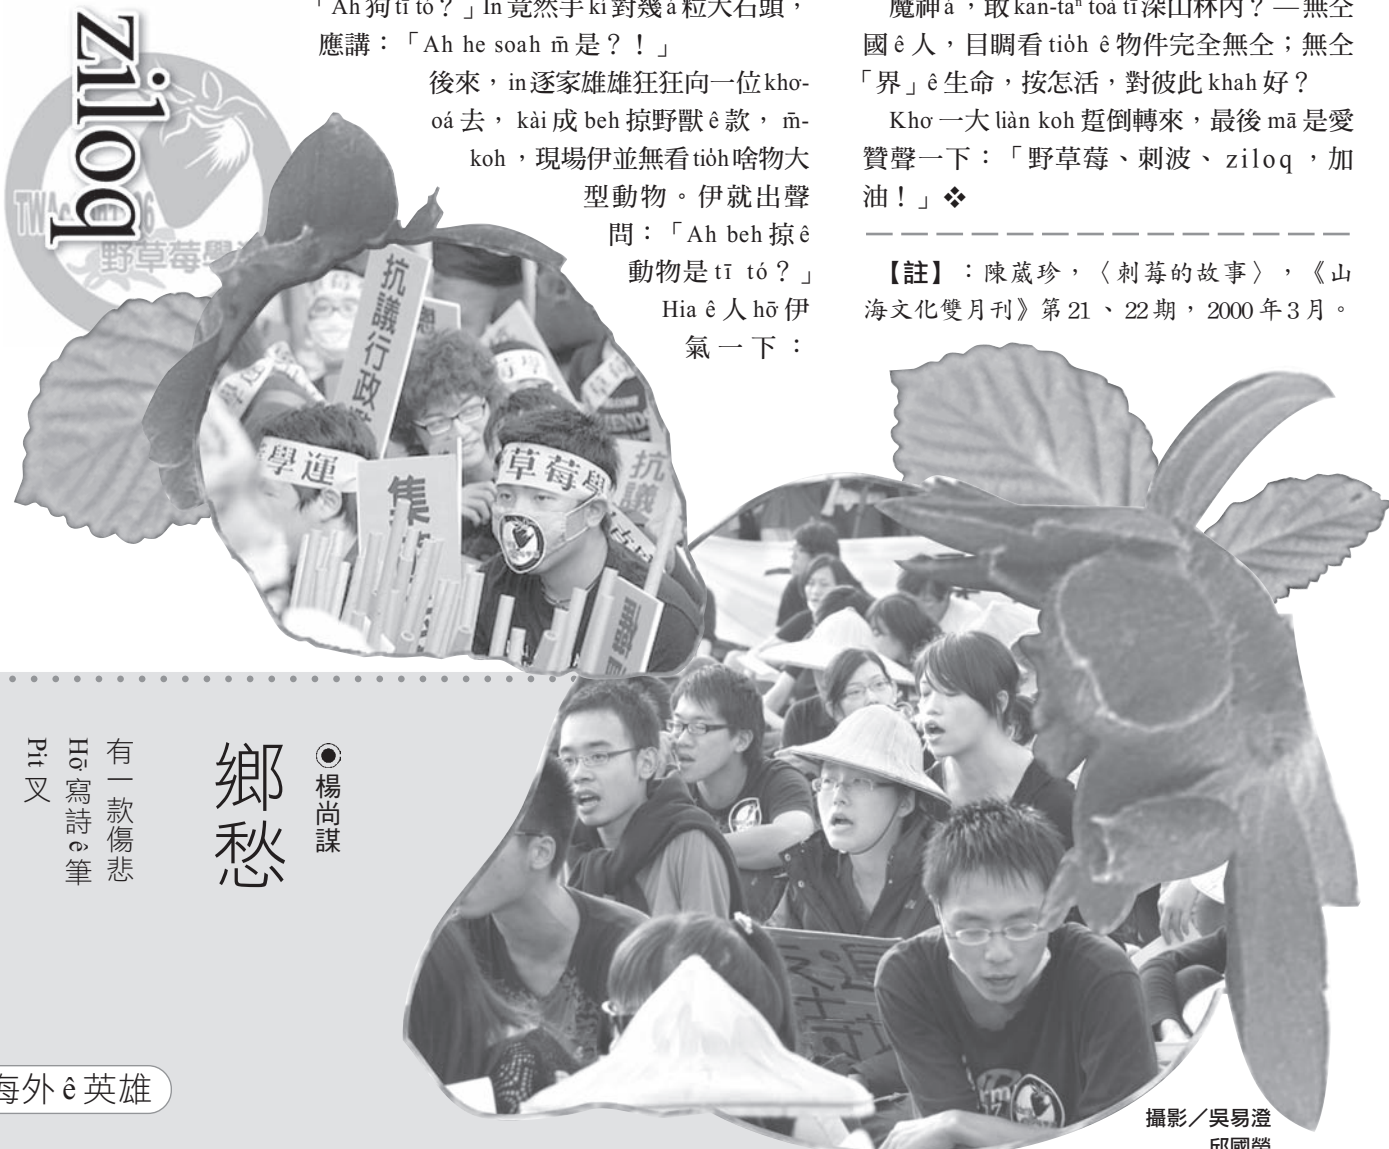 ziloq
野草莓學
「Ah 狗 tī tó？」In 竟然手 kí 對幾 á 粒大石頭，
應講：「Ah he soah m̄ 是？！」
後來，in 逐家雄雄狂狂向一位 kho͘-
oá 去，kài 成 beh 掠野獸 ê 款，m̄-
koh，現場伊並無看 tio̍h 啥物大
型動物。伊就出聲
問：「Ah beh 掠 ê
動物是 tī tó？」
Hia ê 人 hō͘ 伊
氣一下：
魔神á，敢 kan-taⁿ toà tī 深山林內？—無仝
國 ê 人，目睭看 tio̍h ê 物件完全無仝；無仝
「界」ê 生命，按怎活，對彼此 khah 好？
Kho͘ 一大 liàn koh 踅倒轉來，最後 mā 是愛
贊聲一下：「野草莓、刺波、ziloq，加
油！」❖
【註】：陳葳珍，〈刺莓的故事〉，《山
海文化雙月刊》第 21、22 期，2000 年 3 月。
抗議行政
學運
集
草莓學
抗議
鄉愁
◉楊尚謀
有一款傷悲
Hō͘ 寫詩 ê 筆
Pit 叉
海外 ê 英雄
攝影／吳易澄
邱國榮